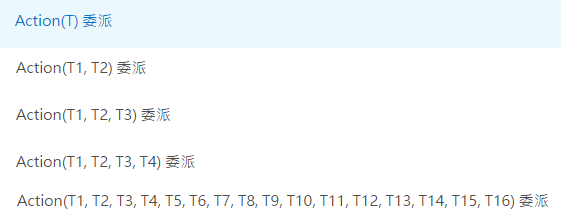 Action(T) 委派
Action(T1, T2) 委派
Action(T1, T2, T3) 委派
Action(T1, T2, T3, T4) 委派
Action(T1, T2, T3, T4, T5, T6, T7, T8, T9, T10, T11, T12, T13, T14, T15, T16) 委派